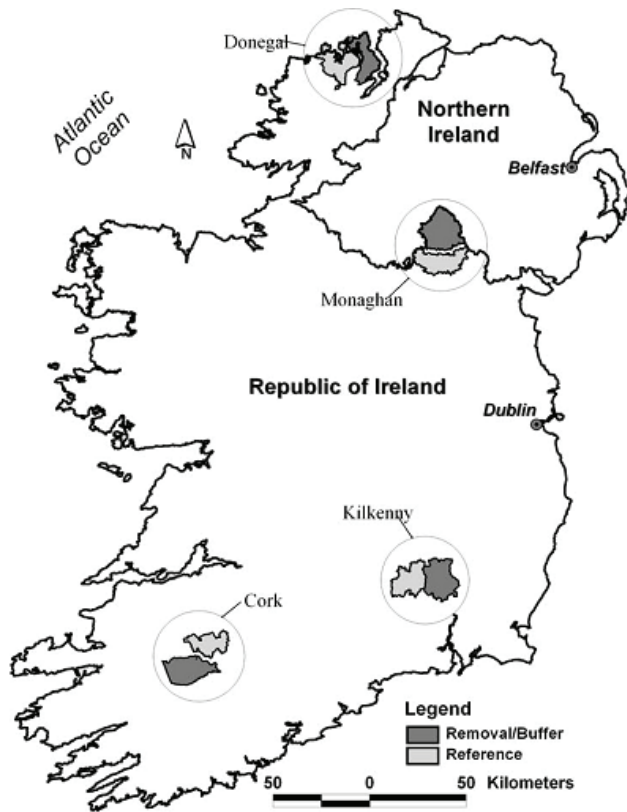 Donegal
Atlantic
Ocean
N
Northern
Ireland
Belfast
Monaghan
Republic of Ireland
Dublin
Kilkenny
Cork
Legend
Removal/Buffer
Reference
50 0 50 Kilometers